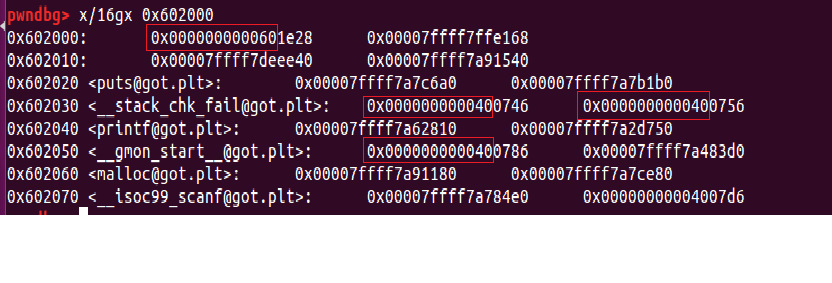 pwndbg> x/16gx 0x602000
0x602000: 0x0000000000601e28 0x00007ffff7ffe168
0x602010: 0x00007ffff7deee40 0x00007ffff7a91540
0x602020 <puts@got.plt>: 0x00007ffff7a7c6a0 0x00007ffff7a7b1b0
0x602030 <__stack_chk_fail@got.plt>: 0x0000000000400746 0x0000000000400756
0x602040 <printf@got.plt>: 0x00007ffff7a62810 0x00007ffff7a2d750
0x602050 <__gmon_start__@got.plt>: 0x0000000000400786 0x00007ffff7a483d0
0x602060 <malloc@got.plt>: 0x00007ffff7a91180 0x00007ffff7a7ce80
0x602070 <__isoc99_scanf@got.plt>: 0x00007ffff7a784e0 0x00000000004007d6